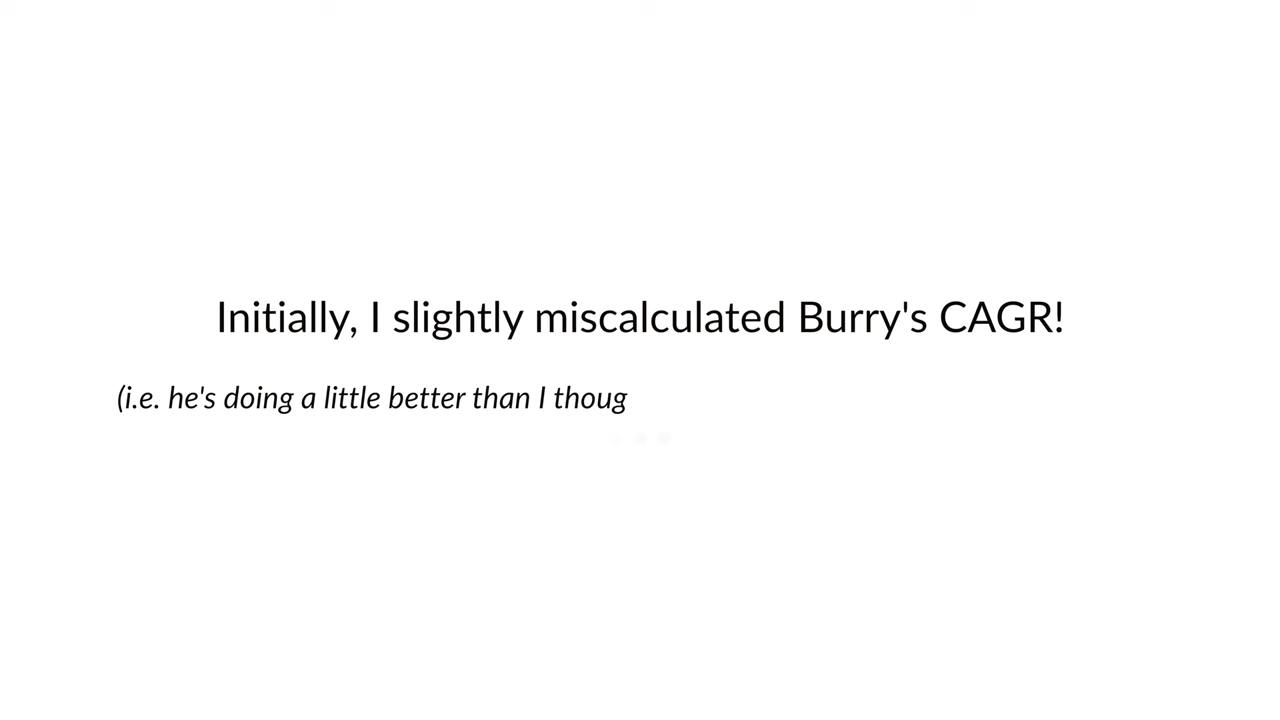 Initially, I slightly miscalculated Burry's CAGR!
(i.e. he's doing a little better than I thoug